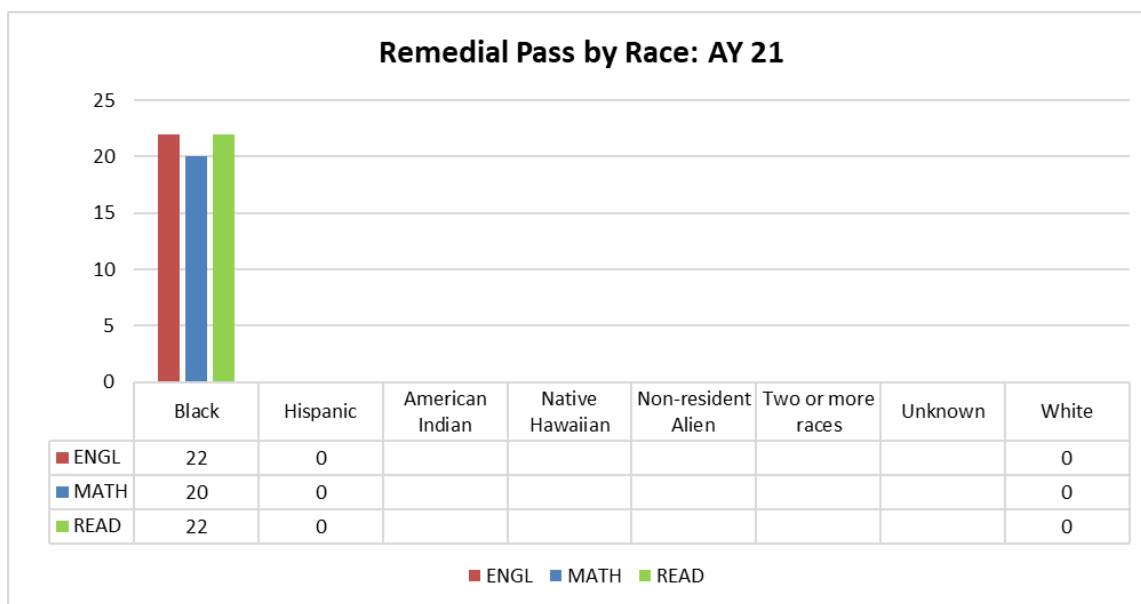 Remedial Pass by Race: AY 21
25
20
15
10
5
0
Black Hispanic American Indian Native Hawaiian Non-resident Alien Two or more races Unknown White
ENGL 22 0 0
MATH 20 0 0
READ 22 0 0
ENGL MATH READ